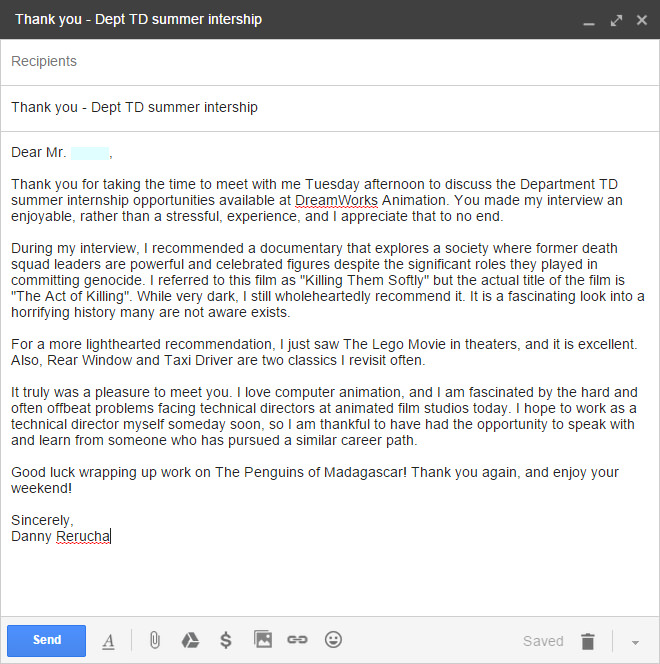 Thank you - Dept TD summer intership
Recipients
Thank you - Dept TD summer intership
Dear Mr. ,
Thank you for taking the time to meet with me Tuesday afternoon to discuss the Department TD
summer internship opportunities available at DreamWorks Animation. You made my interview an
enjoyable, rather than a stressful, experience, and I appreciate that to no end.
During my interview, I recommended a documentary that explores a society where former death
squad leaders are powerful and celebrated figures despite the significant roles they played in
committing genocide. I referred to this film as "Killing Them Softly" but the actual title of the film is
"The Act of Killing". While very dark, I still wholeheartedly recommend it. It is a fascinating look into a
horrifying history many are not aware exists.
For a more lighthearted recommendation, I just saw The Lego Movie in theaters, and it is excellent.
Also, Rear Window and Taxi Driver are two classics I revisit often.
It truly was a pleasure to meet you. I love computer animation, and I am fascinated by the hard and
often offbeat problems facing technical directors at animated film studios today. I hope to work as a
technical director myself someday soon, so I am thankful to have had the opportunity to speak with
and learn from someone who has pursued a similar career path.
Good luck wrapping up work on The Penguins of Madagascar! Thank you again, and enjoy your
weekend!
Sincerely,
Danny Rerucha
Send A $ Saved